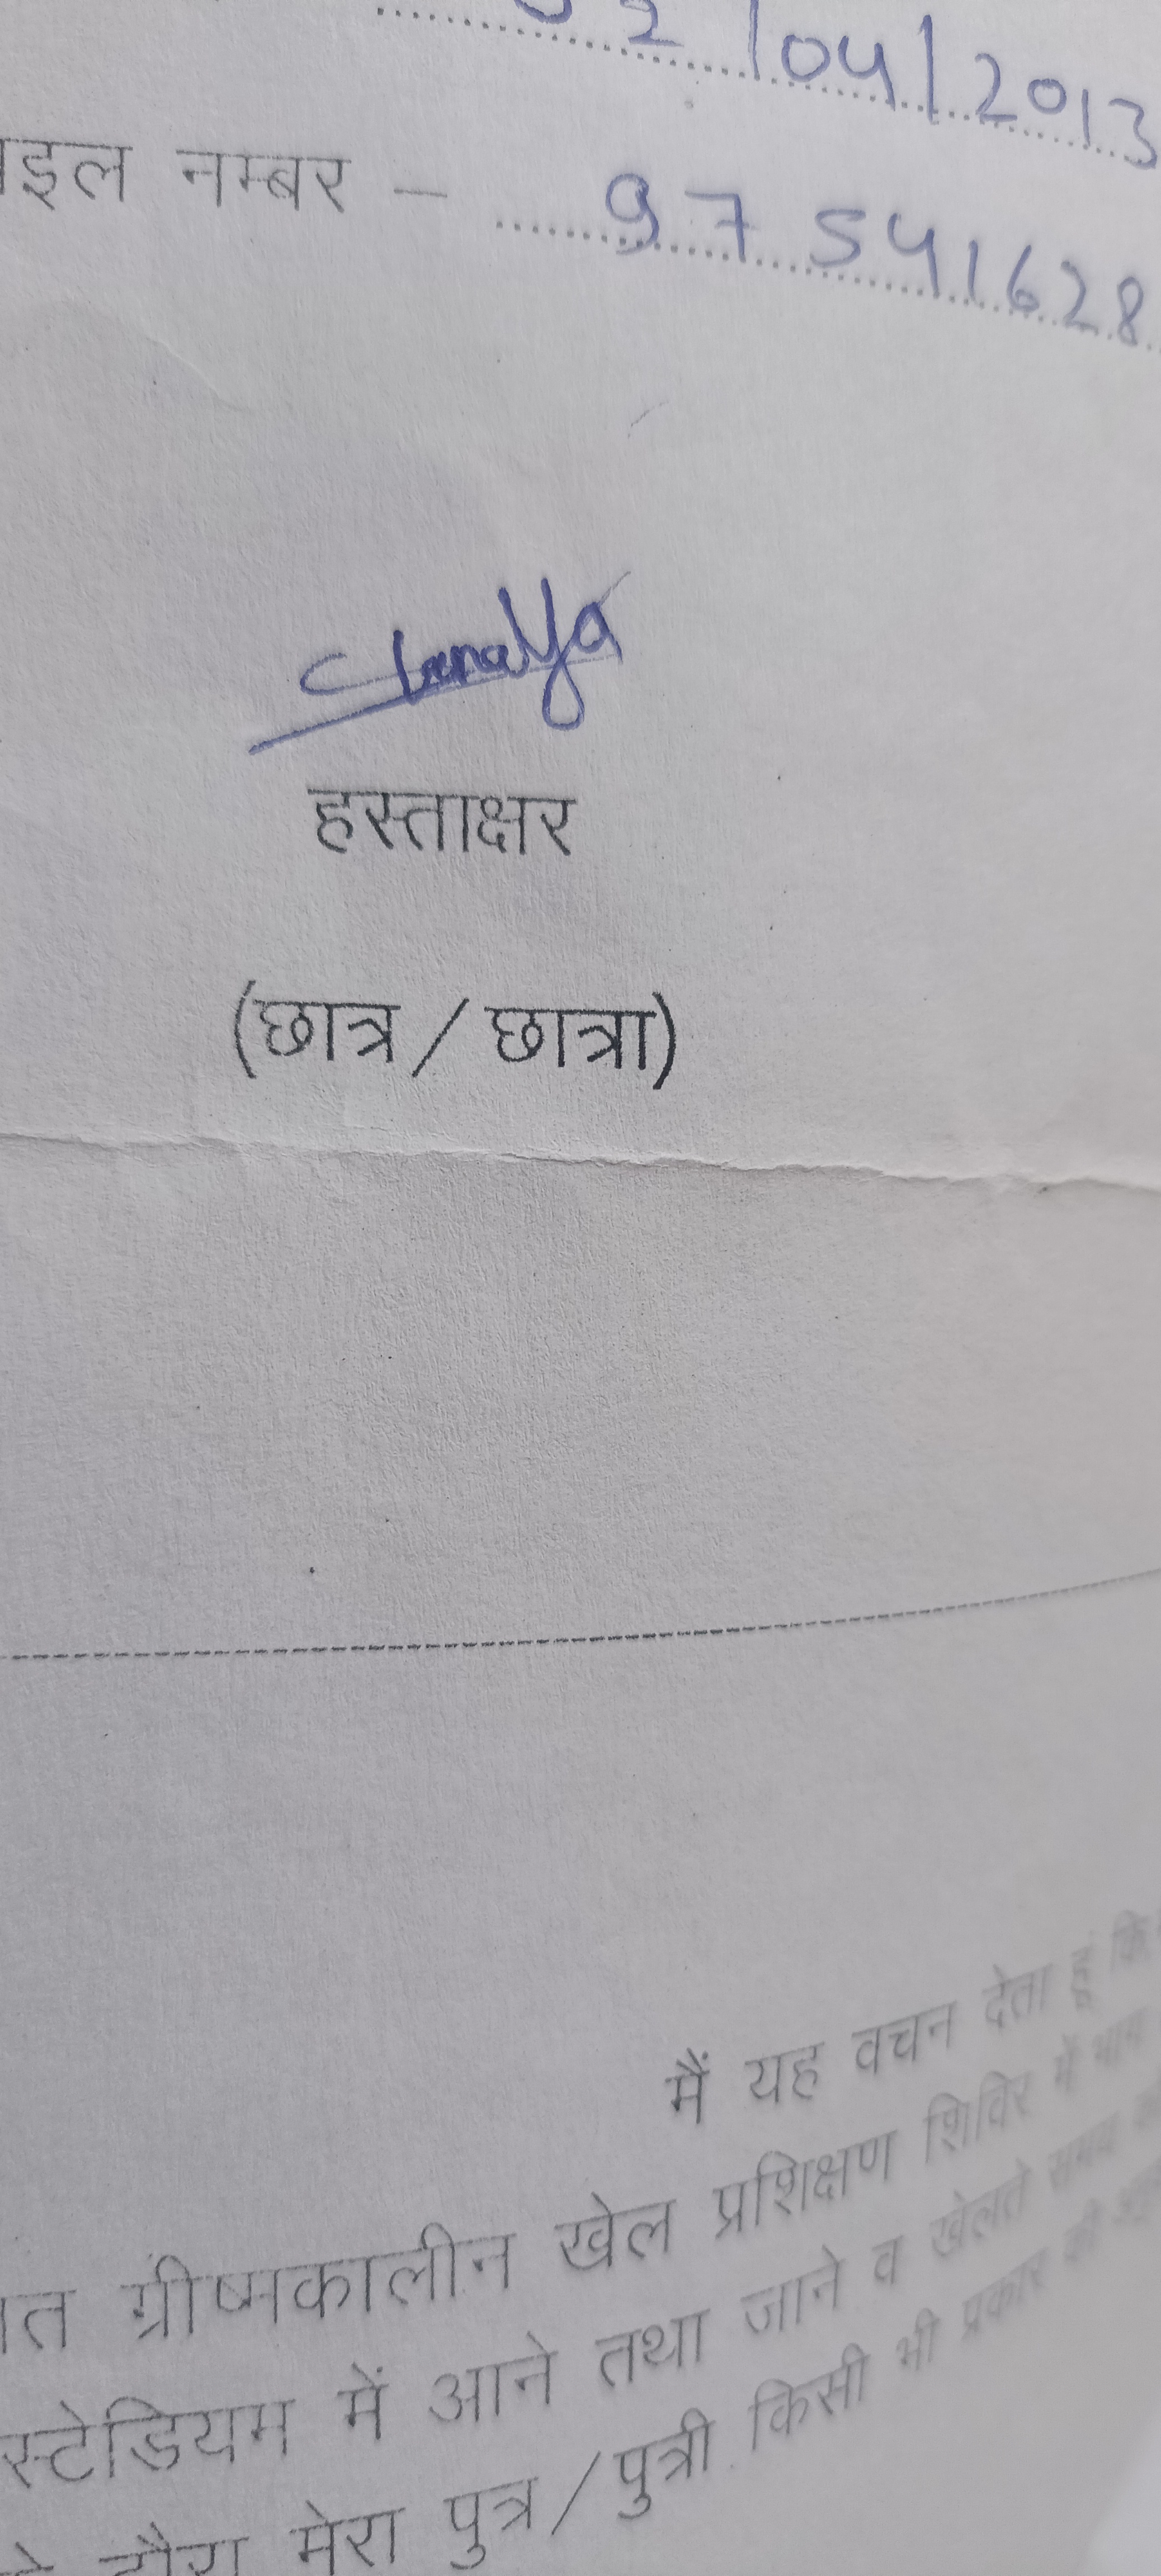 2/04/2013
इल नम्बर – 97541628
हस्ताक्षर
(छात्र / छात्रा)
मैं यह वचन देता हूं कि
त ग्रीष्मकालीन खेल प्रशिक्षण शिविर में भाग
स्टेडियम में आने तथा जाने व खेलते समय
मेरा पुत्र / पुत्री किसी भी प्रकार की